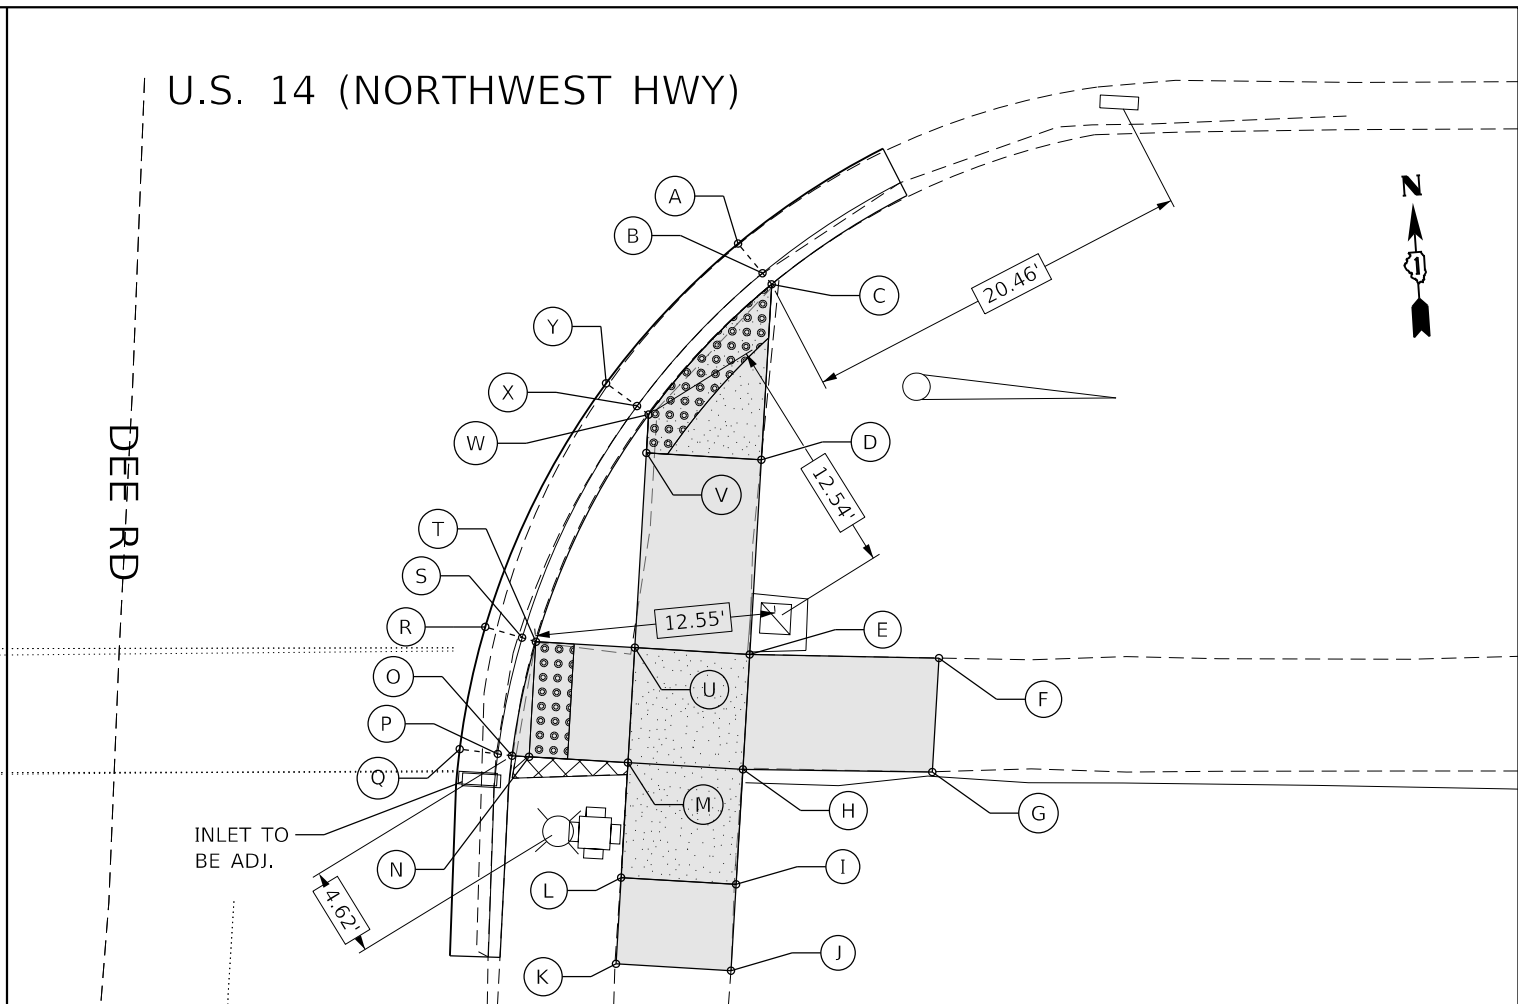 U.S. 14 (NORTHWEST HWY)
N
1
A
B
C
20.46'
Y
X
W
D
DEE RD
V
12.54'
T
S
R
12.55'
E
O
U
F
P
Q
M
H
G
INLET TO
BE ADJ.
N
I
L
4.62'
J
K